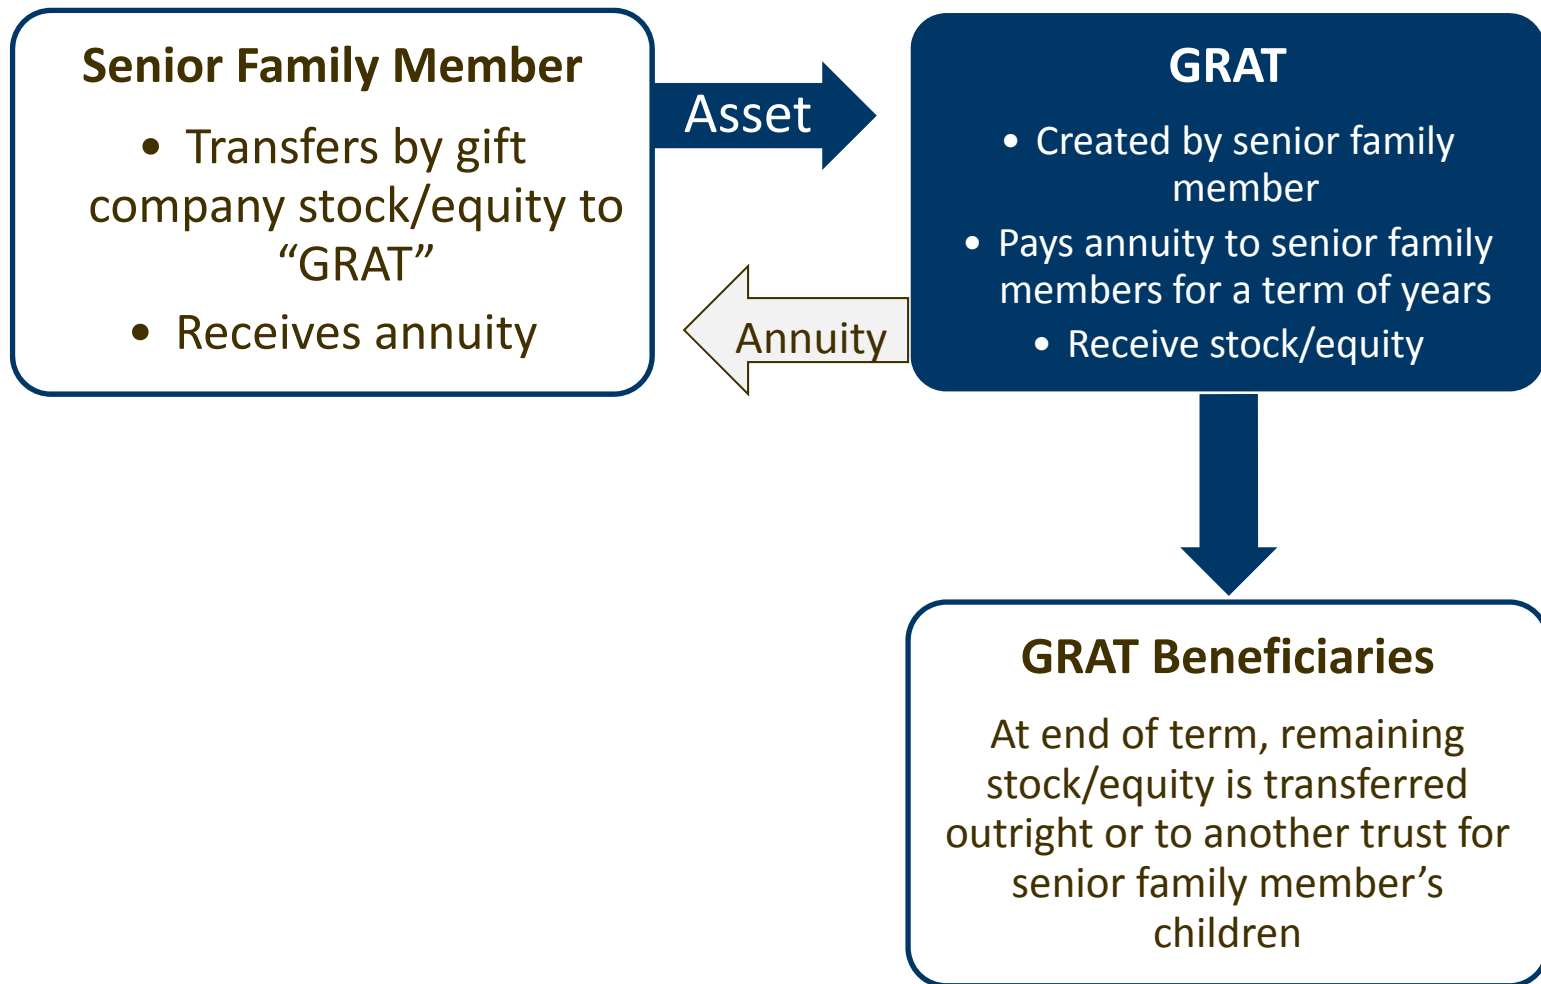 Senior Family Member
• Transfers by gift
company stock/equity to
“GRAT”
• Receives annuity
Asset
Annuity
GRAT
• Created by senior family
member
• Pays annuity to senior family
members for a term of years
• Receive stock/equity
GRAT Beneficiaries
At end of term, remaining
stock/equity is transferred
outright or to another trust for
senior family member’s
children